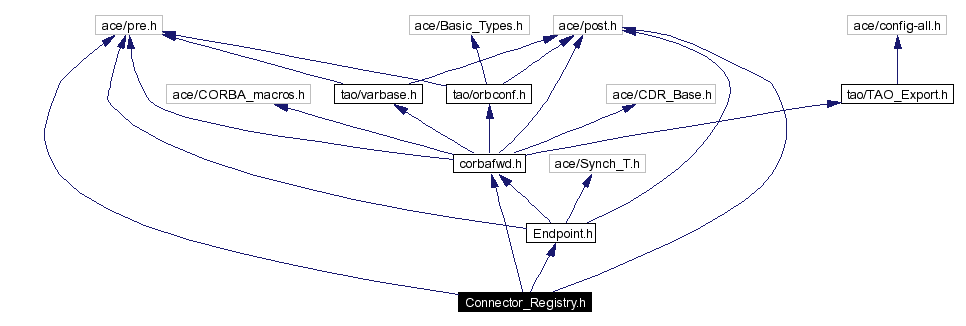 ace/pre.h
ace/Basic_Types.h
ace/post.h
ace/config-all.h
ace/CORBA_macros.h
tao/varbase.h
tao/orbconf.h
ace/CDR_Base.h
tao/TAO_Export.h
corbafwd.h
ace/Synch_T.h
Endpoint.h
Connector_Registry.h